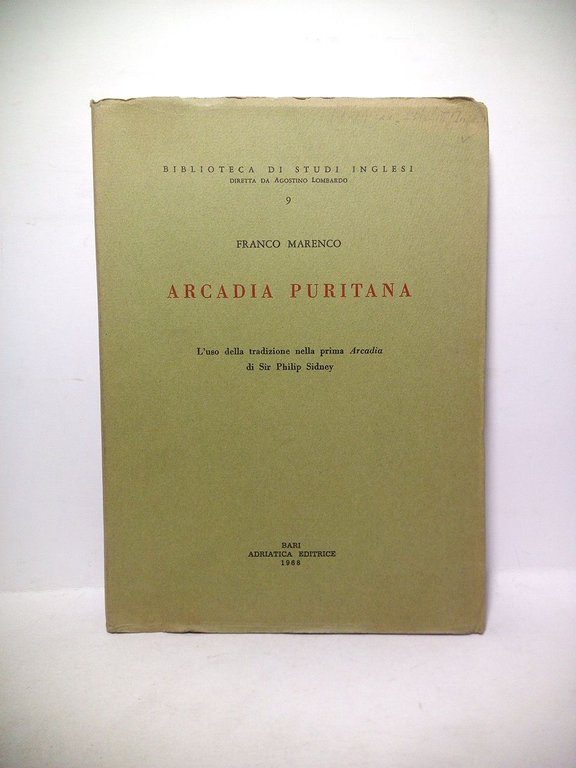 BIBLIOTECA DI STUDI INGLESI
DIRETTA DA AGOSTINO LOMBARDO
9
FRANCO MARENCO
ARCADIA PURITANA
L'uso della tradizione nella prima Arcadia
di Sir Philip Sidney
BARI
ADRIATICA EDITRICE
1968